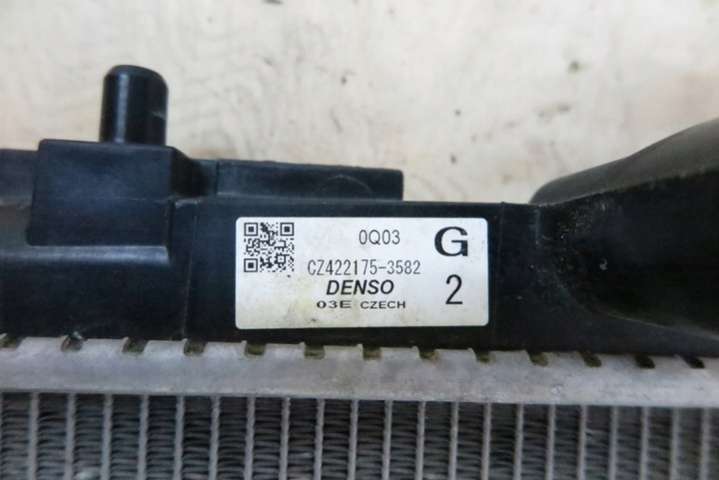 0Q03 G
CZ422175-3582
DENSO 2
03E CZECH